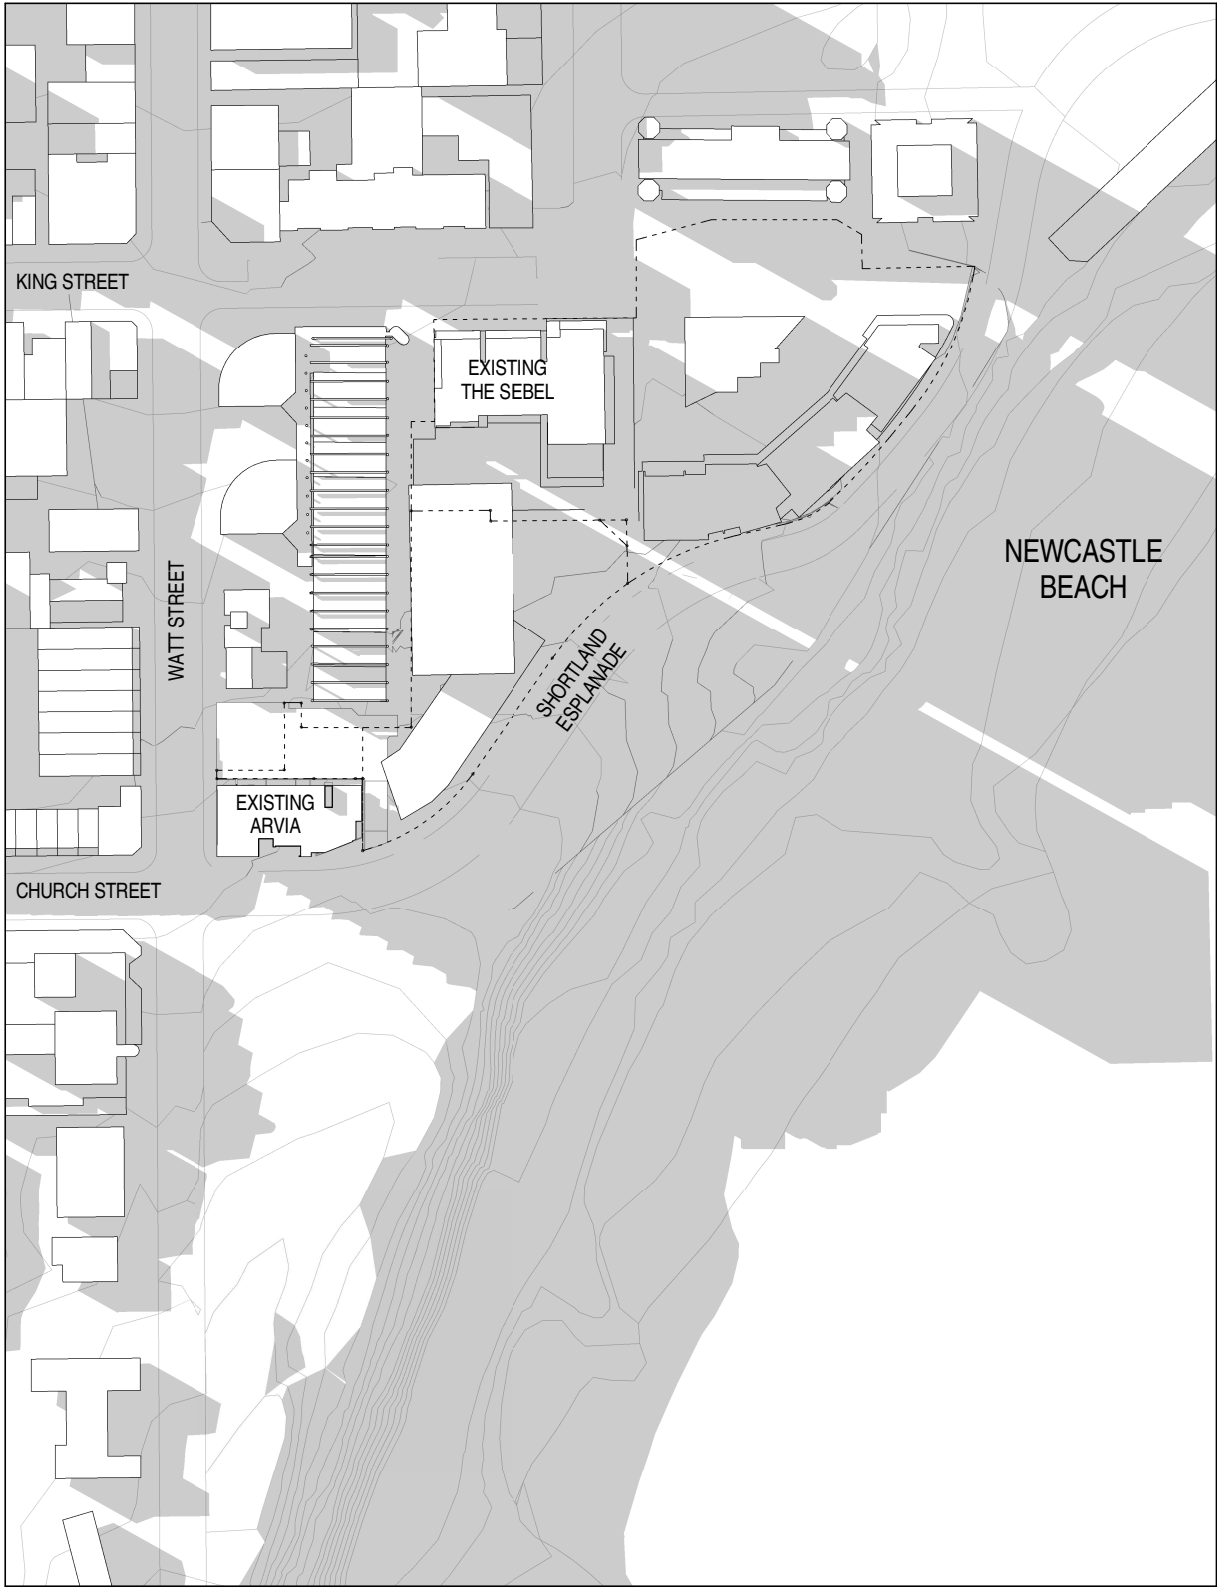 KING STREET
EXISTING
THE SEBEL
NEWCASTLE
BEACH
WATT STREET
SHORTLAND
ESPLANADE
EXISTING
ARVIA
CHURCH STREET